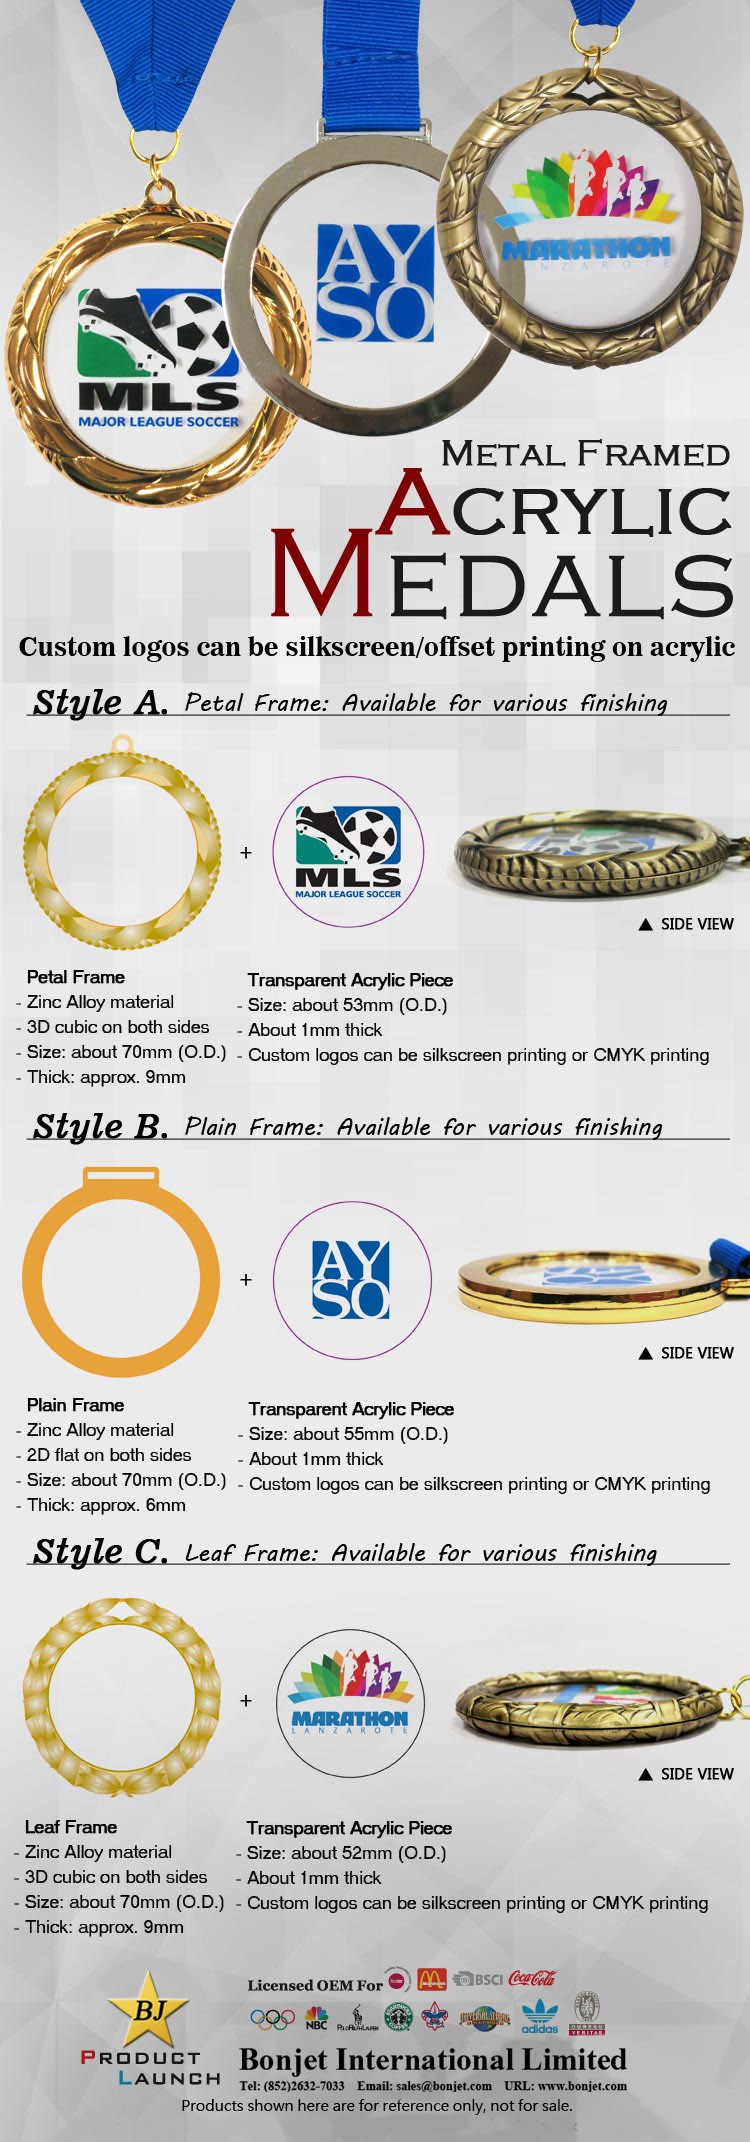 MLS
MAJOR LEAGUE SOCCER
AY
SO
MARATHON
LANZAROTE
METAL FRAMED
ACRYLIC
MEDALS
Custom logos can be silkscreen/offset printing on acrylic
Style A. Petal Frame: Available for various finishing
+
MLS
MAJOR LEAGUE SOCCER
▲ SIDE VIEW
Petal Frame
- Zinc Alloy material
- 3D cubic on both sides
- Size: about 70mm (O.D.)
- Thick: approx. 9mm
Transparent Acrylic Piece
- Size: about 53mm (O.D.)
- About 1mm thick
- Custom logos can be silkscreen printing or CMYK printing
Style B. Plain Frame: Available for various finishing
+
AY
SO
▲ SIDE VIEW
Plain Frame
- Zinc Alloy material
- 2D flat on both sides
- Size: about 70mm (O.D.)
- Thick: approx. 6mm
Transparent Acrylic Piece
- Size: about 55mm (O.D.)
- About 1mm thick
- Custom logos can be silkscreen printing or CMYK printing
Style C. Leaf Frame: Available for various finishing
+
MARATHON
LANZAROTE
▲ SIDE VIEW
Leaf Frame
- Zinc Alloy material
- 3D cubic on both sides
- Size: about 70mm (O.D.)
- Thick: approx. 9mm
Transparent Acrylic Piece
- Size: about 52mm (O.D.)
- About 1mm thick
- Custom logos can be silkscreen printing or CMYK printing
BJ
PRODUCT
LAUNCH
Licensed OEM For
BSCI
Coca-Cola
NBC
POLO RALPH LAUREN
adidas
BUREAU
VERITAS
Bonjet International Limited
Tel: (852)2632-7033 Email: sales@bonjet.com URL: www.bonjet.com
Products shown here are for reference only, not for sale.